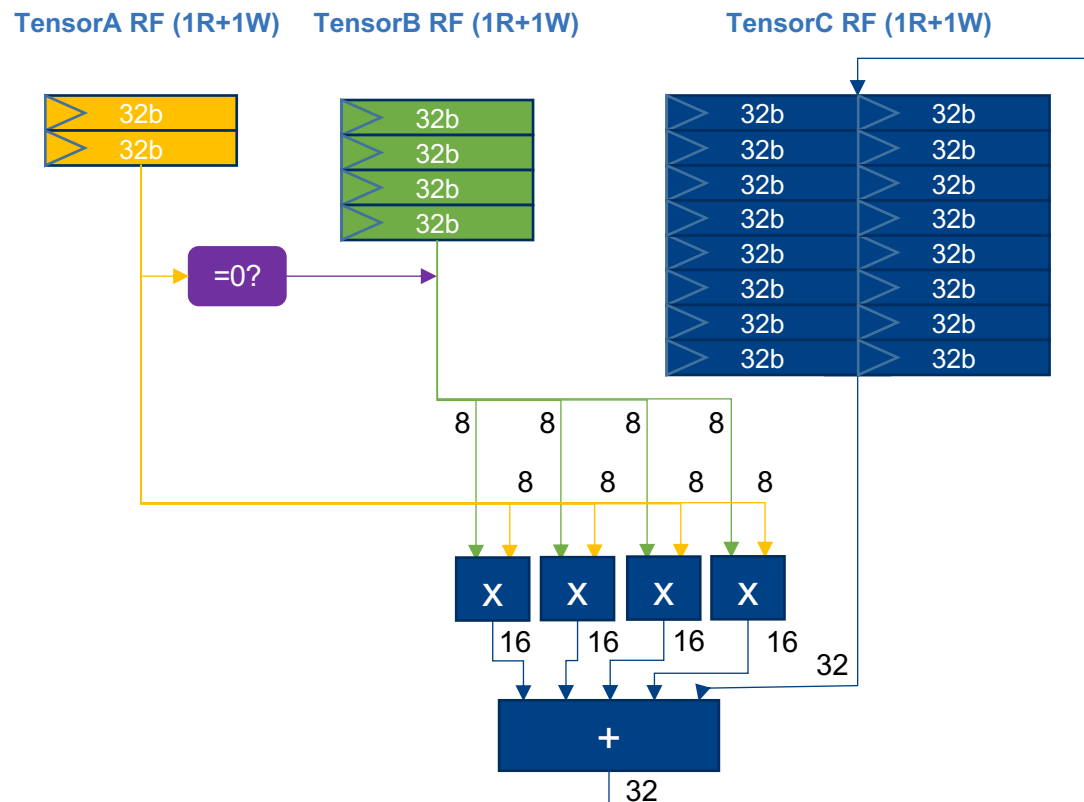 TensorA RF (1R+1W) TensorB RF (1R+1W) TensorC RF (1R+1W)
32b 32b 32b 32b
32b 32b 32b 32b
32b 32b 32b
32b 32b 32b
=0? 32b 32b
32b 32b
32b 32b
32b 32b
8 8 8 8
8 8 8 8
x x x x
16 16 16 16
32
+
32